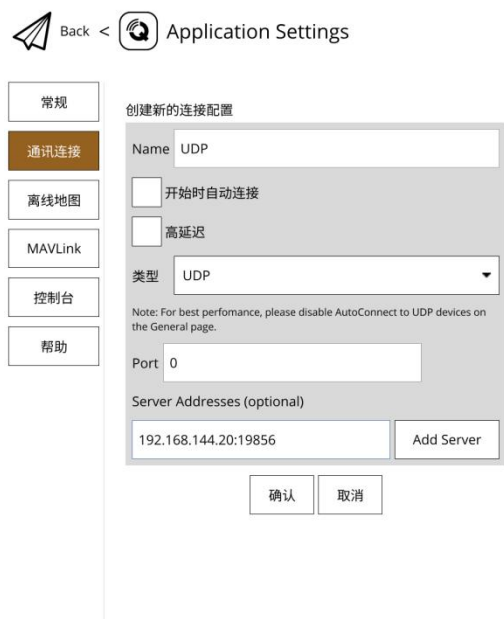 Back < Application Settings
常规
通讯连接
离线地图
MAVLink
控制台
帮助
创建新的连接配置
Name UDP
开始时自动连接
高延迟
类型 UDP
Note: For best perfomance, please disable AutoConnect to UDP devices on
the General page.
Port 0
Server Addresses (optional)
192.168.144.20:19856 Add Server
确认 取消